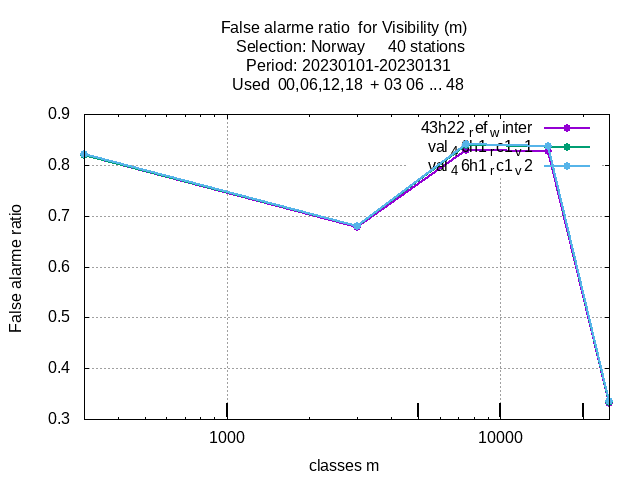 False alarme ratio  for Visibility (m)
Selection: Norway     40 stations
Period: 20230101-20230131
Used  00,06,12,18  + 03 06 ... 48
43h22_ref_winter
val_46h1_rc1_v1
val_46h1_rc1_v2
0.9
0.8
0.7
0.6
0.5
0.4
0.3
False alarme ratio
1000
10000
classes m